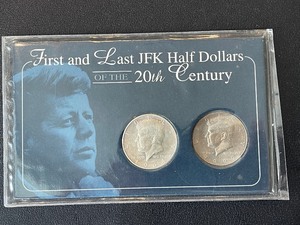 First and Last JFK Half Dollars
OF THE 20th Century